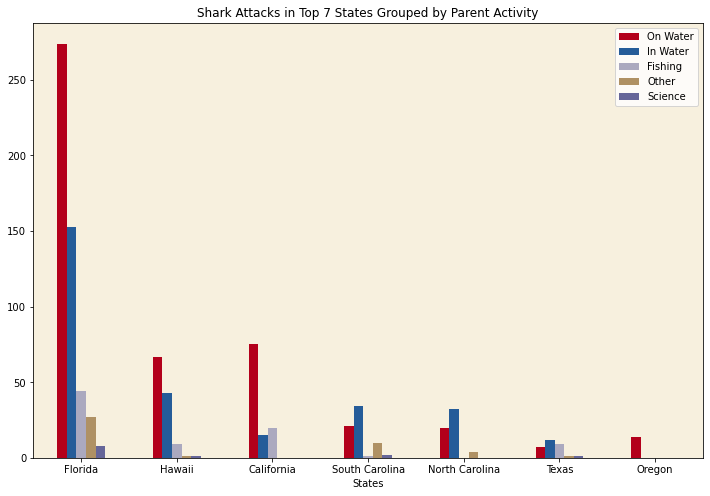 Shark Attacks in Top 7 States Grouped by Parent Activity
On Water
In Water
Fishing
Other
Science
250
200
150
100
50
0
Florida Hawaii California South Carolina North Carolina Texas Oregon
States